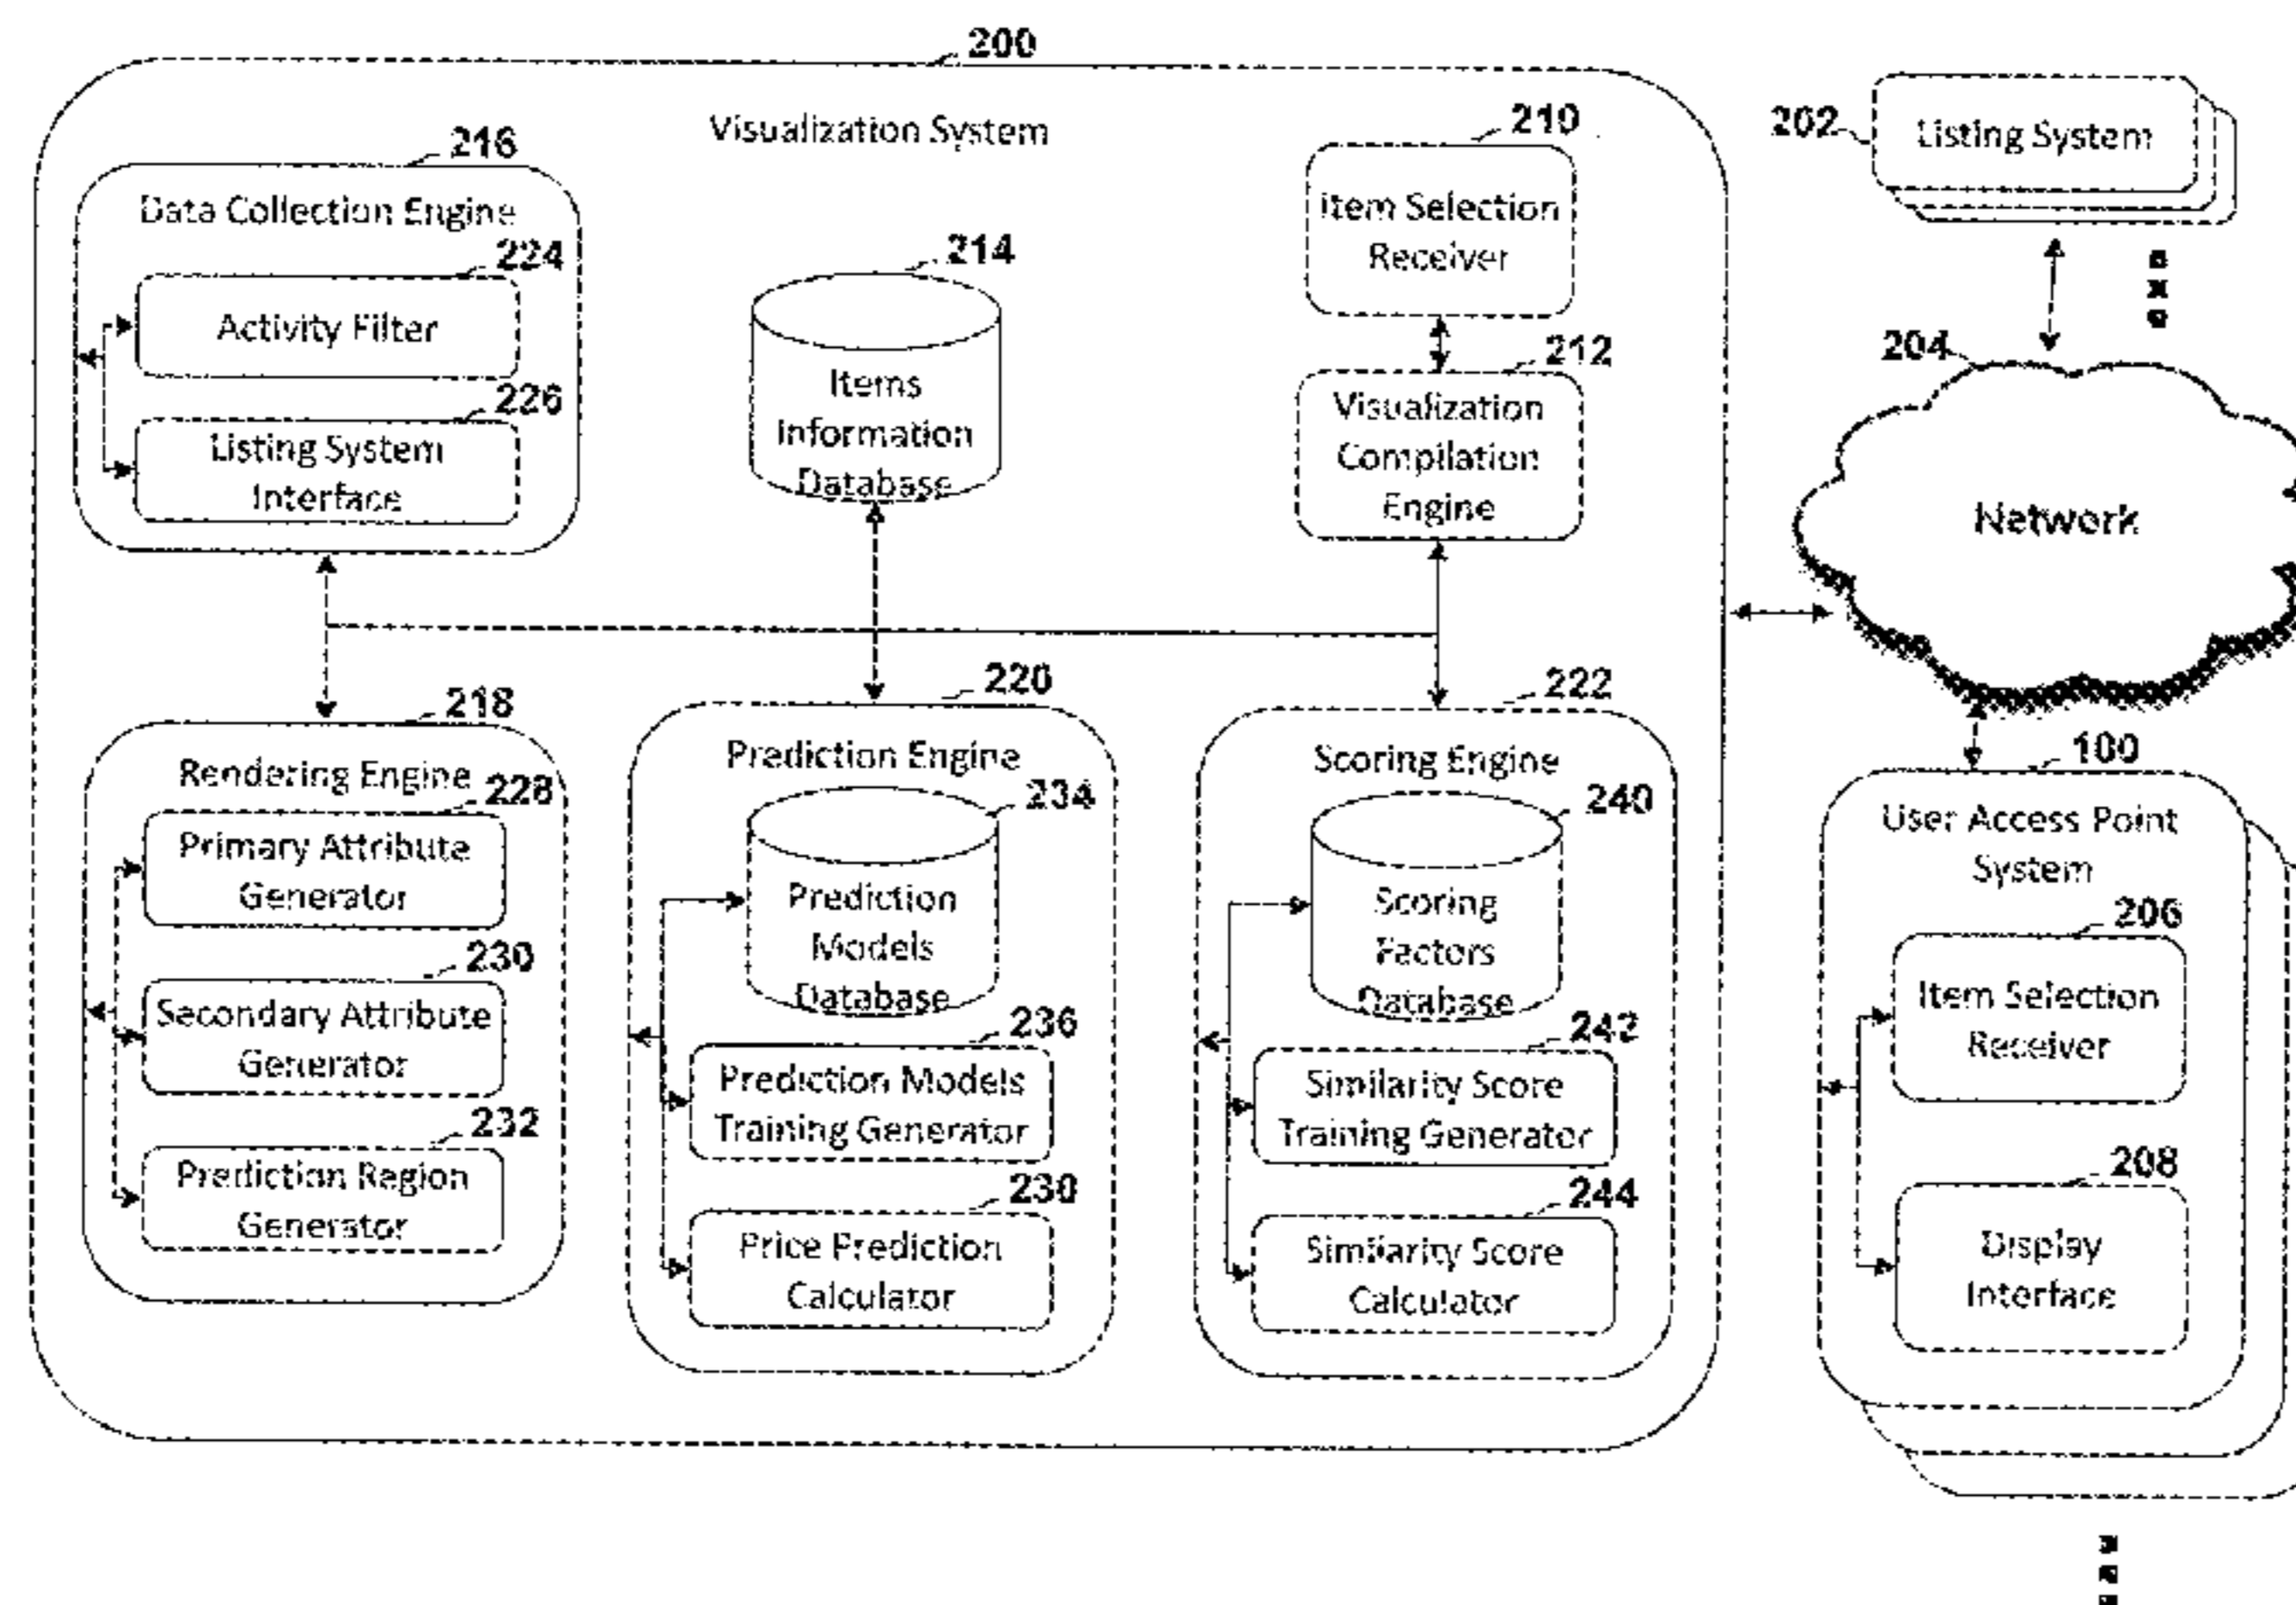 200
Visualization System
216
Data Collection Engine
224
Activity Filter
226
Listing System
Interface
214
Items
Information
Database
210
Item Selection
Receiver
212
Visualization
Compilation
Engine
202
Listing System
204
Network
218
Rendering Engine
228
Primary Attribute
Generator
230
Secondary Attribute
Generator
232
Prediction Region
Generator
220
Prediction Engine
234
Prediction
Models
Database
236
Prediction Models
Training Generator
230
Price Prediction
Calculator
222
Scoring Engine
240
Scoring
Factors
Database
242
Similarity Score
Training Generator
244
Similarity Score
Calculator
100
User Access Point
System
206
Item Selection
Receiver
208
Display
Interface